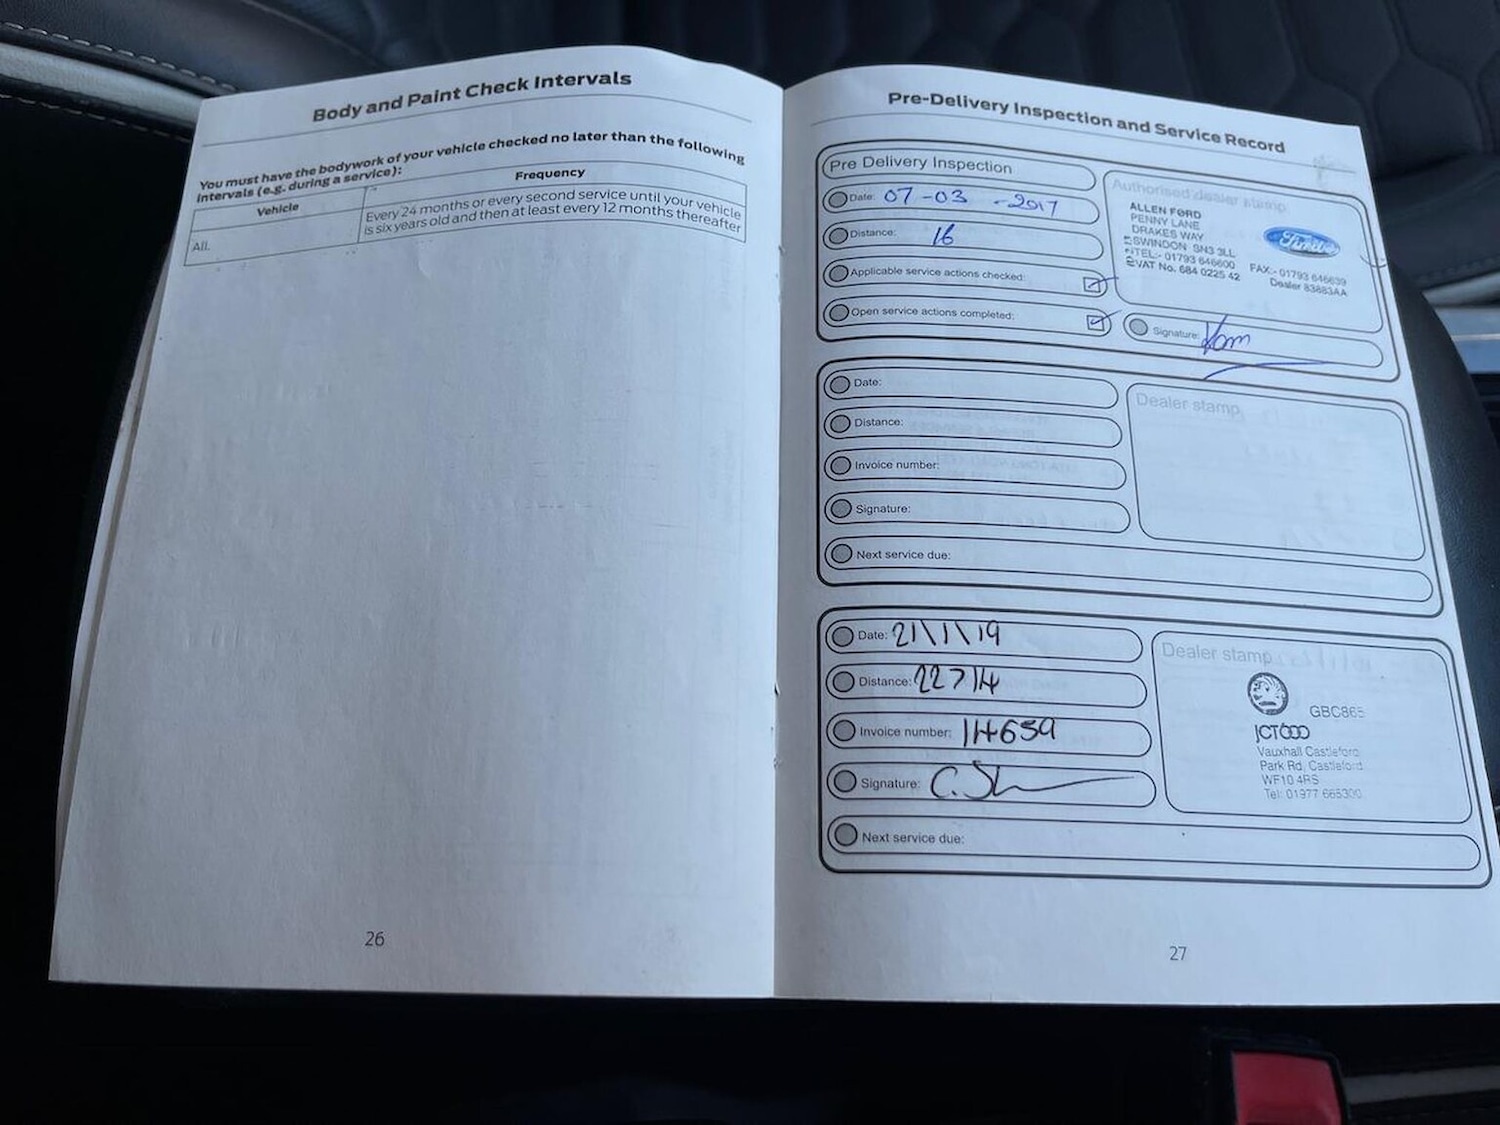 Body and Paint Check Intervals
You must have the bodywork of your vehicle checked no later than the following
intervals (e.g. during a service):
Vehicle
Frequency
All.
Every 24 months or every second service until your vehicle
is six years old and then at least every 12 months thereafter
26
Pre-Delivery Inspection and Service Record
Pre Delivery Inspection
Date: 07-03-2017
Distance: 16
Applicable service actions checked:
Open service actions completed:
Authorised dealer stamp
ALLEN FORD
PENNY LANE
DRAKES WAY
SWINDON SN3 3LL
TEL:- 01793 646600 FAX:- 01793 646639
VAT No. 684 0225 42 Dealer 83883AA
Signature:
Date:
Distance:
Invoice number:
Signature:
Next service due:
Dealer stamp
Date: 21\1\19
Distance: 22714
Invoice number: 114659
Signature:
Next service due:
Dealer stamp
GBC865
JCT600
Vauxhall Castleford
Park Rd, Castleford
WF10 4RS
Tel: 01977 665300
27